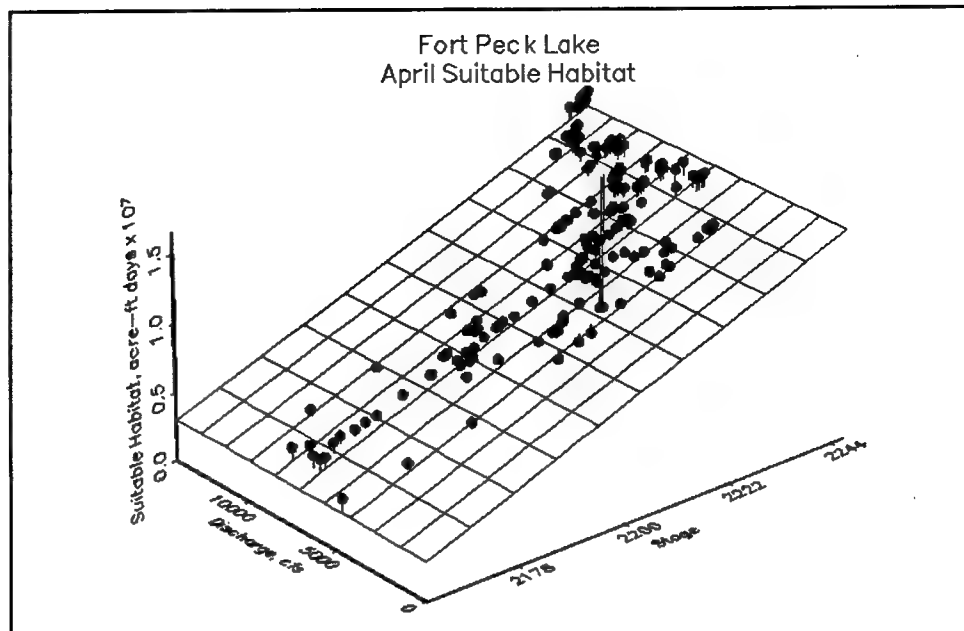 Fort Peck Lake
April Suitable Habitat
Suitable Habitat, acre-ft days x 10⁷
1.5
1.0
0.5
0.0
10000
5000
0
Discharge, cfs
2178
2200
2222
2244
Stage